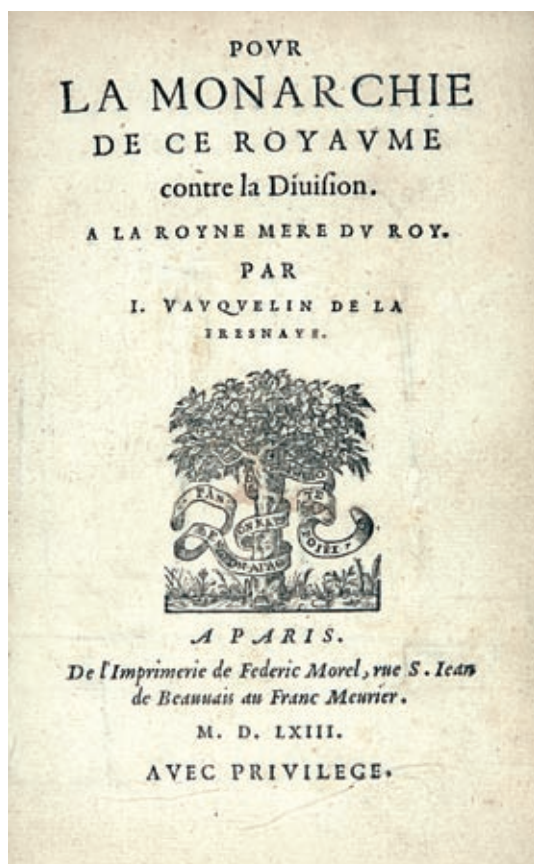 POVR
LA MONARCHIE
DE CE ROYAVME
contre la Diuiſion.
A LA ROYNE MERE DV ROY.
PAR
I. VAVQVELIN DE LA
FRESNAYE.
A PARIS.
De l'Imprimerie de Federic Morel, rue S. Iean
de Beauuais au Franc Meurier.
M. D. LXIII.
AVEC PRIVILEGE.